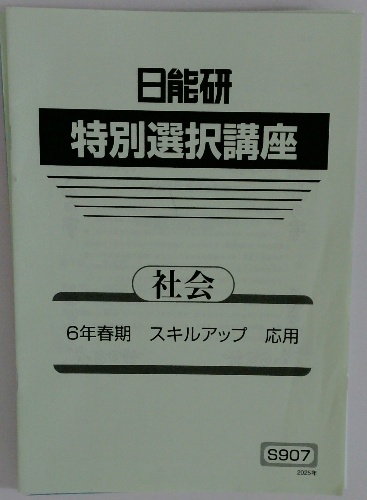 日能研
特別選択講座
社会
6年春期 スキルアップ 応用
S907
2025年